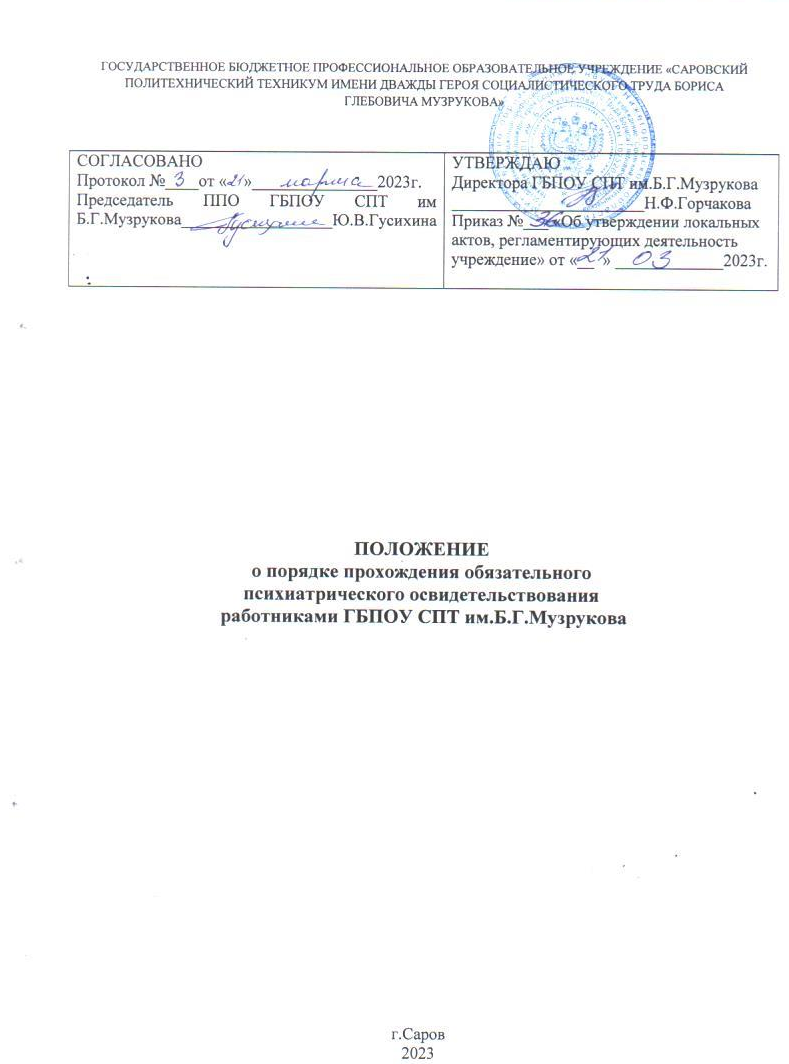 ГОСУДАРСТВЕННОЕ БЮДЖЕТНОЕ ПРОФЕССИОНАЛЬНОЕ ОБРАЗОВАТЕЛЬНОЕ УЧРЕЖДЕНИЕ «САРОВСКИЙ
ПОЛИТЕХНИЧЕСКИЙ ТЕХНИКУМ ИМЕНИ ДВАЖДЫ ГЕРОЯ СОЦИАЛИСТИЧЕСКОГО ТРУДА БОРИСА
ГЛЕБОВИЧА МУЗРУКОВА»
СОГЛАСОВАНО
Протокол № 3 от «21» марта 2023г.
Председатель ППО ГБПОУ СПТ им
Б.Г.Музрукова Ю.В.Гусихина
УТВЕРЖДАЮ
Директора ГБПОУ СПТ им.Б.Г.Музрукова
Н.Ф.Горчакова
Приказ № 36 «Об утверждении локальных
актов, регламентирующих деятельность
учреждение» от «21» 03 2023г.
ПОЛОЖЕНИЕ
о порядке прохождения обязательного
психиатрического освидетельствования
работниками ГБПОУ СПТ им.Б.Г.Музрукова
г.Саров
2023